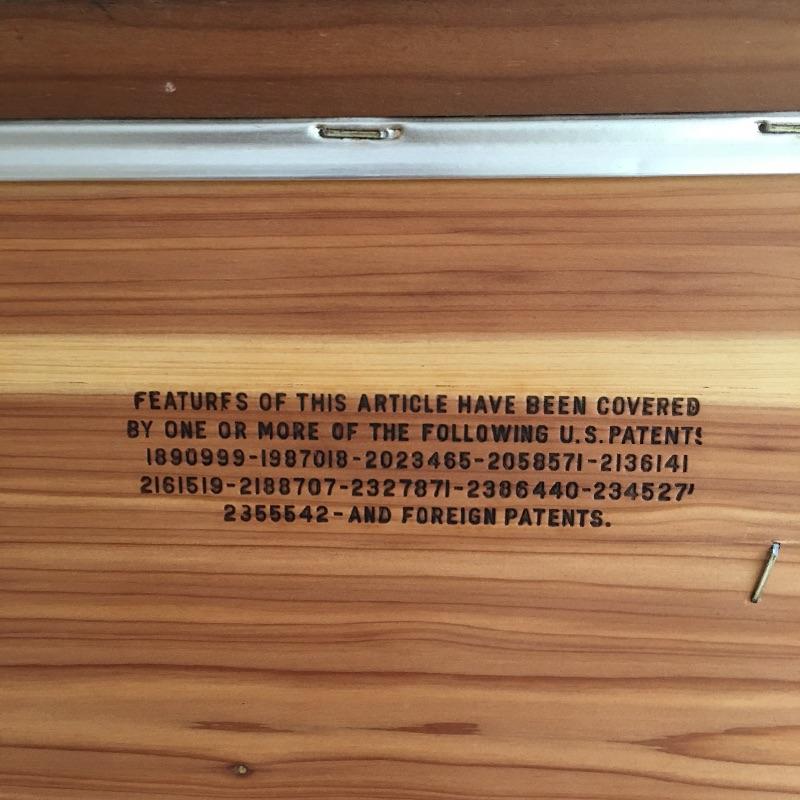 FEATURES OF THIS ARTICLE HAVE BEEN COVERED
BY ONE OR MORE OF THE FOLLOWING U.S. PATENTS
1890999-1987018-2023465-2058571-2136141
2161519-2188707-2327871-2386440-
2355542-AND FOREIGN PATENTS.